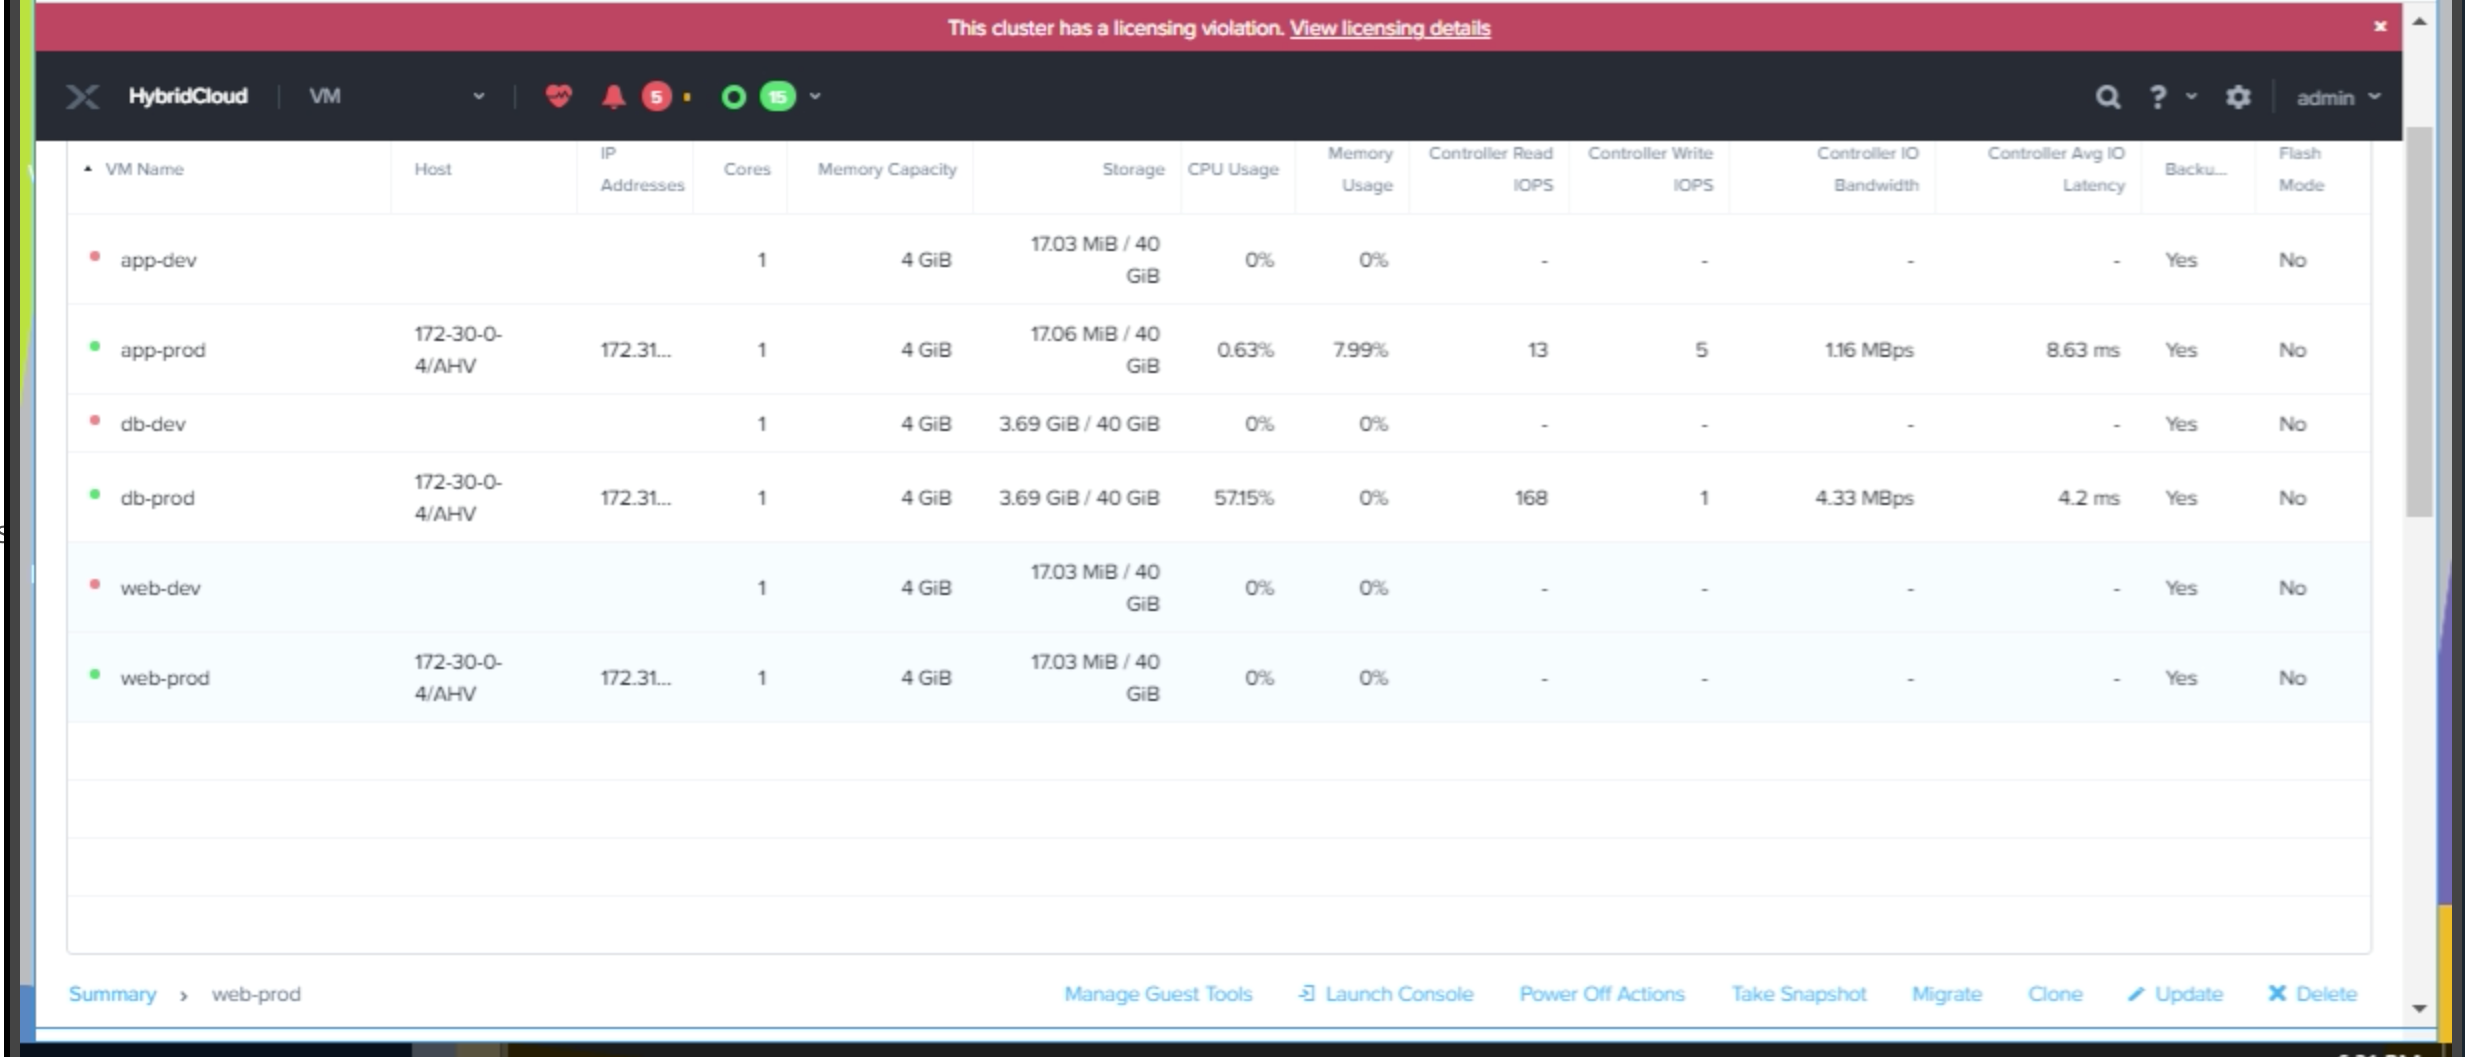 This cluster has a licensing violation. View licensing details
HybridCloud VM 5 15 ? admin
VM Name Host IP Addresses Cores Memory Capacity Storage CPU Usage Memory Usage Controller Read IOPS Controller Write IOPS Controller IO Bandwidth Controller Avg IO Latency Backu... Flash Mode
app-dev 1 4 GiB 17.03 MiB / 40 GiB 0% 0% - - - - Yes No
app-prod 172-30-0-4/AHV 172.31... 1 4 GiB 17.06 MiB / 40 GiB 0.63% 7.99% 13 5 1.16 MBps 8.63 ms Yes No
db-dev 1 4 GiB 3.69 GiB / 40 GiB 0% 0% - - - - Yes No
db-prod 172-30-0-4/AHV 172.31... 1 4 GiB 3.69 GiB / 40 GiB 57.15% 0% 168 1 4.33 MBps 4.2 ms Yes No
web-dev 1 4 GiB 17.03 MiB / 40 GiB 0% 0% - - - - Yes No
web-prod 172-30-0-4/AHV 172.31... 1 4 GiB 17.03 MiB / 40 GiB 0% 0% - - - - Yes No
Summary > web-prod Manage Guest Tools Launch Console Power Off Actions Take Snapshot Migrate Clone Update Delete